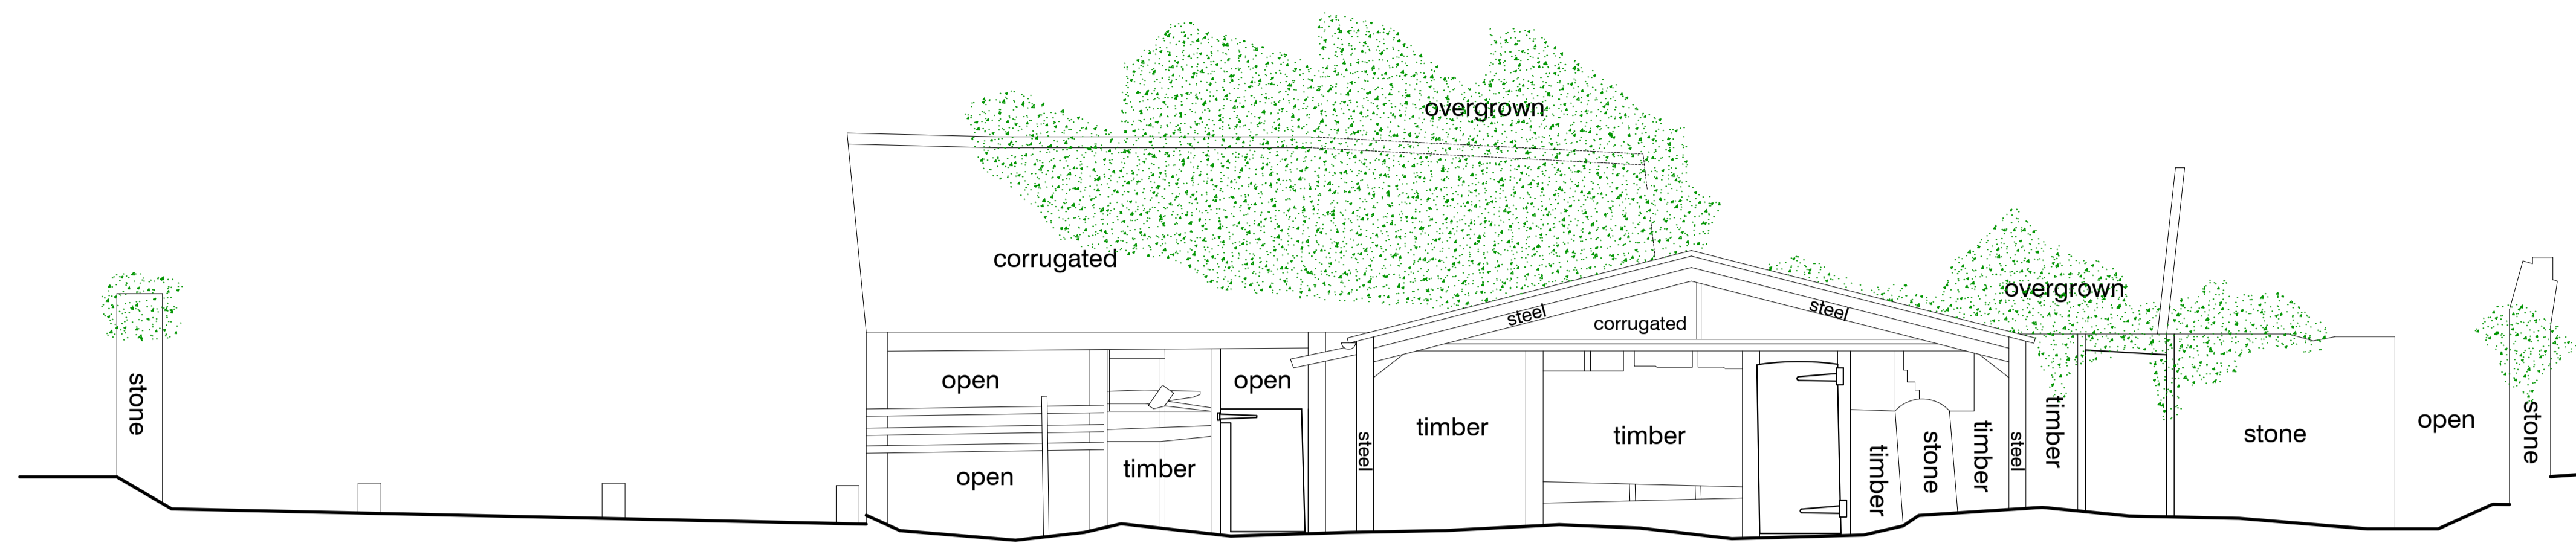 overgrown
corrugated
overgrown
steel
steel
corrugated
stone
open
open
open
timber
steel
timber
timber
timber
stone
timber
steel
timber
stone
open
stone